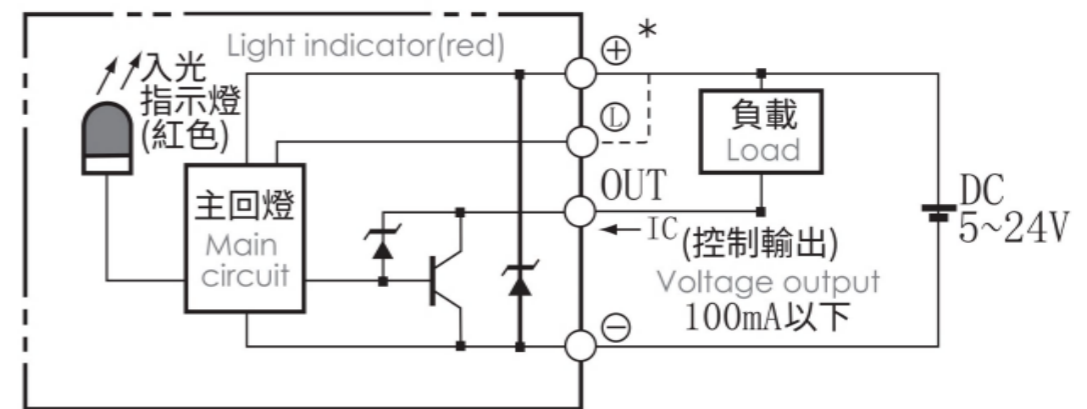 Light indicator(red)
入光
指示燈
(紅色)
主回燈
Main
circuit
⊕*
Ⓛ
OUT
IC
(控制輸出)
Voltage output
100mA以下
⊖
負載
Load
DC
5~24V